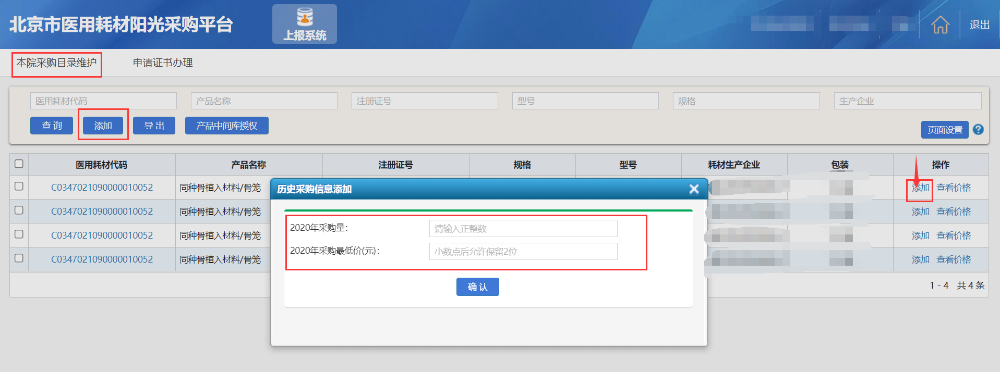 北京市医用耗材阳光采购平台
上报系统
退出
本院采购目录维护 申请证书办理
医用耗材代码 产品名称 注册证号 型号 规格 生产企业
查 询 添加 导 出 产品中间库授权 页面设置 ?
医用耗材代码 产品名称 注册证号 规格 型号 耗材生产企业 包装 操作
C0347021090000010052 同种骨植入材料/骨笼 添加 查看价格
C0347021090000010052 同种骨植入材料/骨笼 添加 查看价格
C0347021090000010052 同种骨植入材料/骨笼 添加 查看价格
C0347021090000010052 同种骨植入材料/骨笼 添加 查看价格
1 - 4 共 4 条
历史采购信息添加
2020年采购量： 请输入正整数
2020年采购最低价(元)： 小数点后允许保留2位
确 认